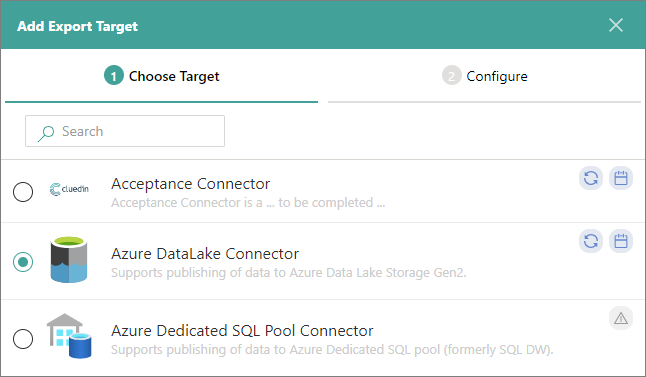 Add Export Target
1 Choose Target
2 Configure
Search
cluedin
Acceptance Connector
Acceptance Connector is a ... to be completed ...
Azure DataLake Connector
Supports publishing of data to Azure Data Lake Storage Gen2.
Azure Dedicated SQL Pool Connector
Supports publishing of data to Azure Dedicated SQL pool (formerly SQL DW).